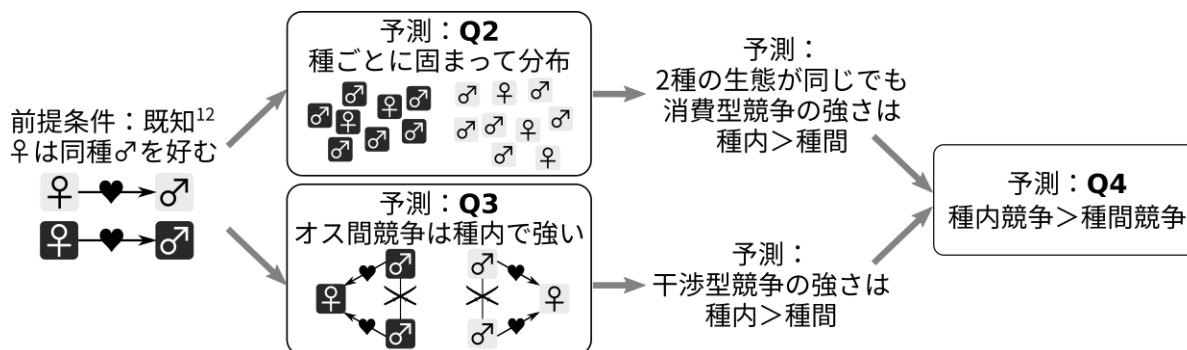 前提条件：既知12
♀は同種♂を好む
予測：Q2
種ごとに固まって分布
予測：Q3
オス間競争は種内で強い
予測：
2種の生態が同じでも
消費型競争の強さは
種内＞種間
予測：
干渉型競争の強さは
種内＞種間
予測：Q4
種内競争＞種間競争